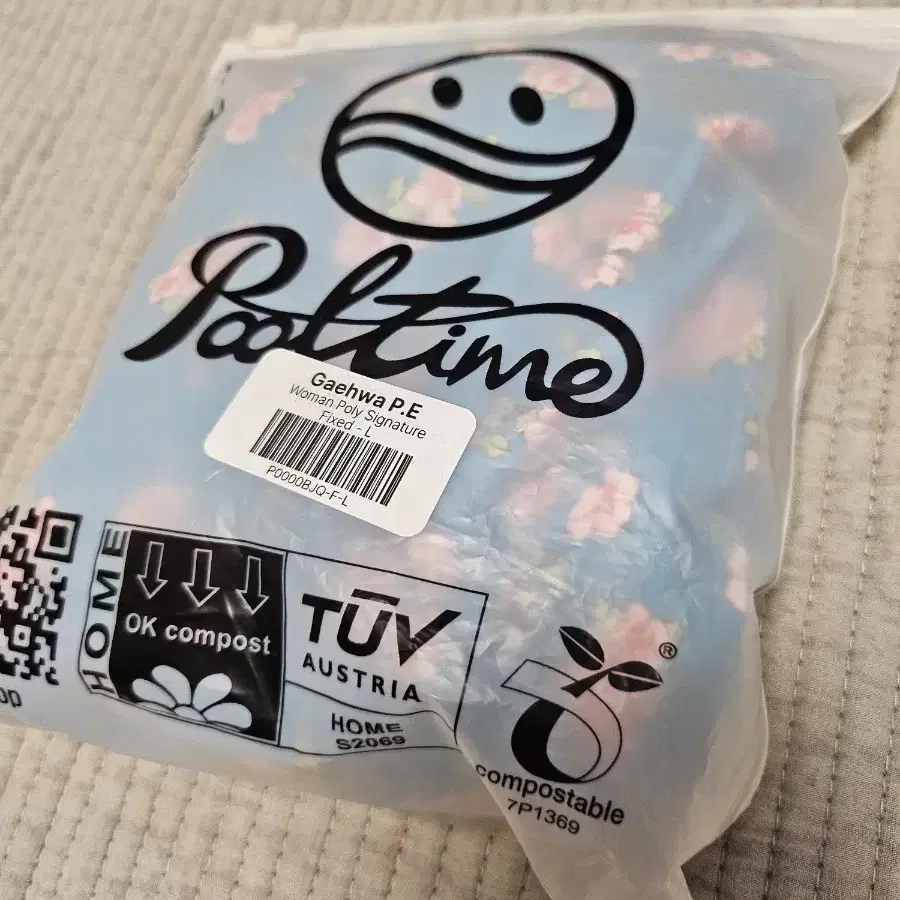 Pooltime
Gaehwa P.E
Woman Poly Signature
Fixed - L
P0000BJQ-F-L
HOME
OK compost
TÜV
AUSTRIA
HOME
S2069
®
compostable
7P1369